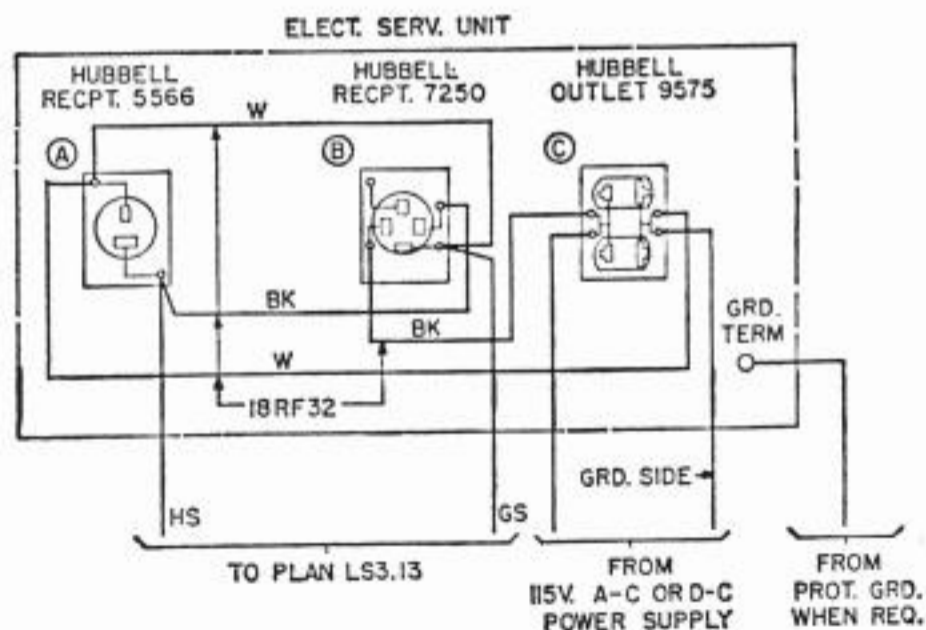 ELECT. SERV. UNIT
HUBBELL
RECPT. 5566
HUBBELL
RECPT. 7250
HUBBELL
OUTLET 9575
W
A
B
C
BK
BK
GRD.
TERM
W
18RF32
GRD. SIDE
HS
GS
TO PLAN LS3.13
FROM
115V. A-C OR D-C
POWER SUPPLY
FROM
PROT. GRD.
WHEN REQ.